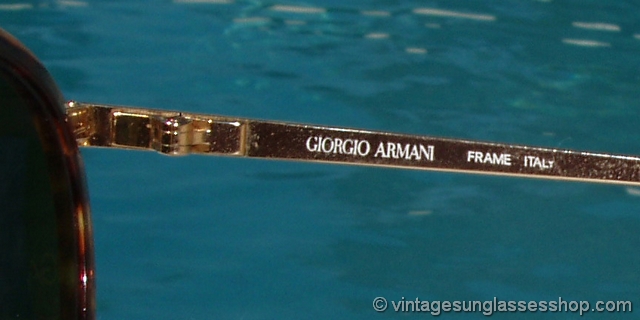 GIORGIO ARMANI FRAME ITALY
© vintagesunglassesshop.com